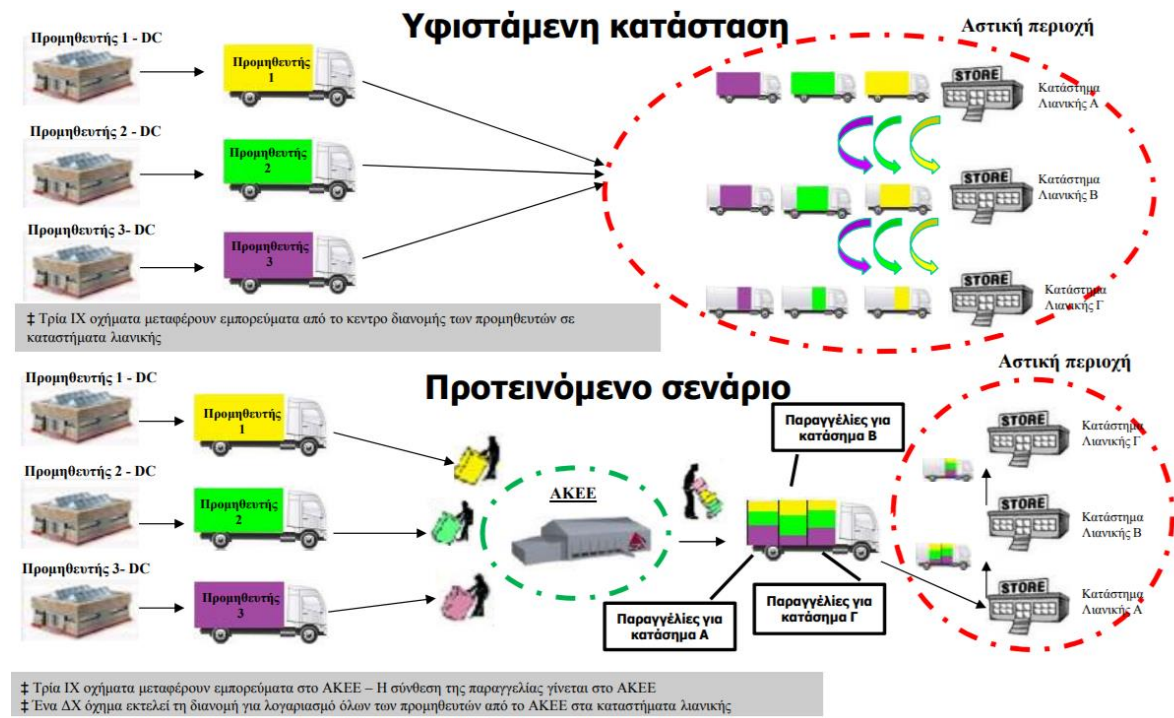 Υφιστάμενη κατάσταση
Αστική περιοχή
Προμηθευτής 1 - DC
Προμηθευτής
1
STORE
Κατάστημα
Λιανικής Α
Προμηθευτής 2 - DC
Προμηθευτής
2
STORE
Κατάστημα
Λιανικής Β
Προμηθευτής 3- DC
Προμηθευτής
3
STORE
Κατάστημα
Λιανικής Γ
‡ Τρία ΙΧ οχήματα μεταφέρουν εμπορεύματα από το κεντρο διανομής των προμηθευτών σε
καταστήματα λιανικής
Προτεινόμενο σενάριο
Αστική περιοχή
Προμηθευτής 1 - DC
Προμηθευτής
1
Παραγγελίες για
κατάσημα Β
STORE
Κατάστημα
Λιανικής Γ
Προμηθευτής 2 - DC
Προμηθευτής
2
ΑΚΕΕ
STORE
Κατάστημα
Λιανικής Β
Προμηθευτής 3- DC
Προμηθευτής
3
Παραγγελίες για
κατάσημα Α
Παραγγελίες για
κατάσημα Γ
STORE
Κατάστημα
Λιανικής Α
‡ Τρία ΙΧ οχήματα μεταφέρουν εμπορεύματα στο ΑΚΕΕ – Η σύνθεση της παραγγελίας γίνεται στο ΑΚΕΕ
‡ Ένα ΔΧ όχημα εκτελεί τη διανομή για λογαριασμό όλων των προμηθευτών από το ΑΚΕΕ στα καταστήματα λιανικής